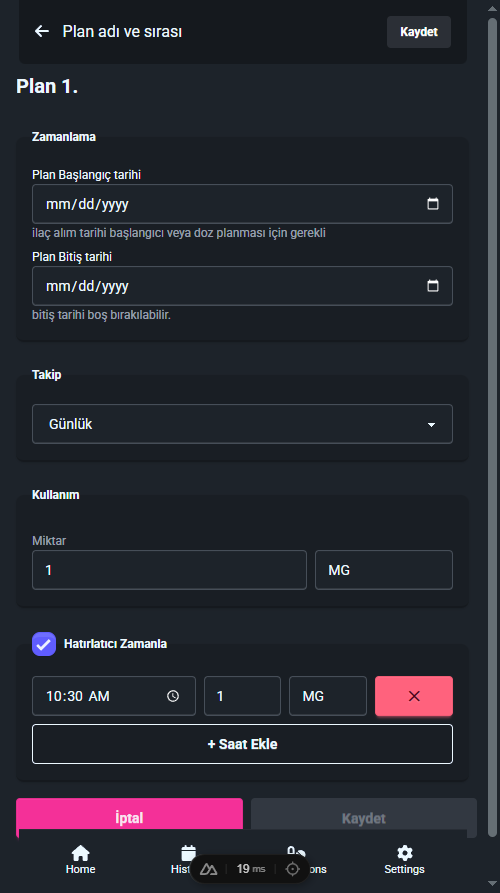 Plan adı ve sırası
Kaydet
Plan 1.
Zamanlama
Plan Başlangıç tarihi
mm/dd/yyyy
ilaç alım tarihi başlangıcı veya doz planması için gerekli
Plan Bitiş tarihi
mm/dd/yyyy
bitiş tarihi boş bırakılabilir.
Takip
Günlük
Kullanım
Miktar
1 MG
Hatırlatıcı Zamanla
10:30 AM 1 MG
+ Saat Ekle
İptal Kaydet
Home Settings
19 ms